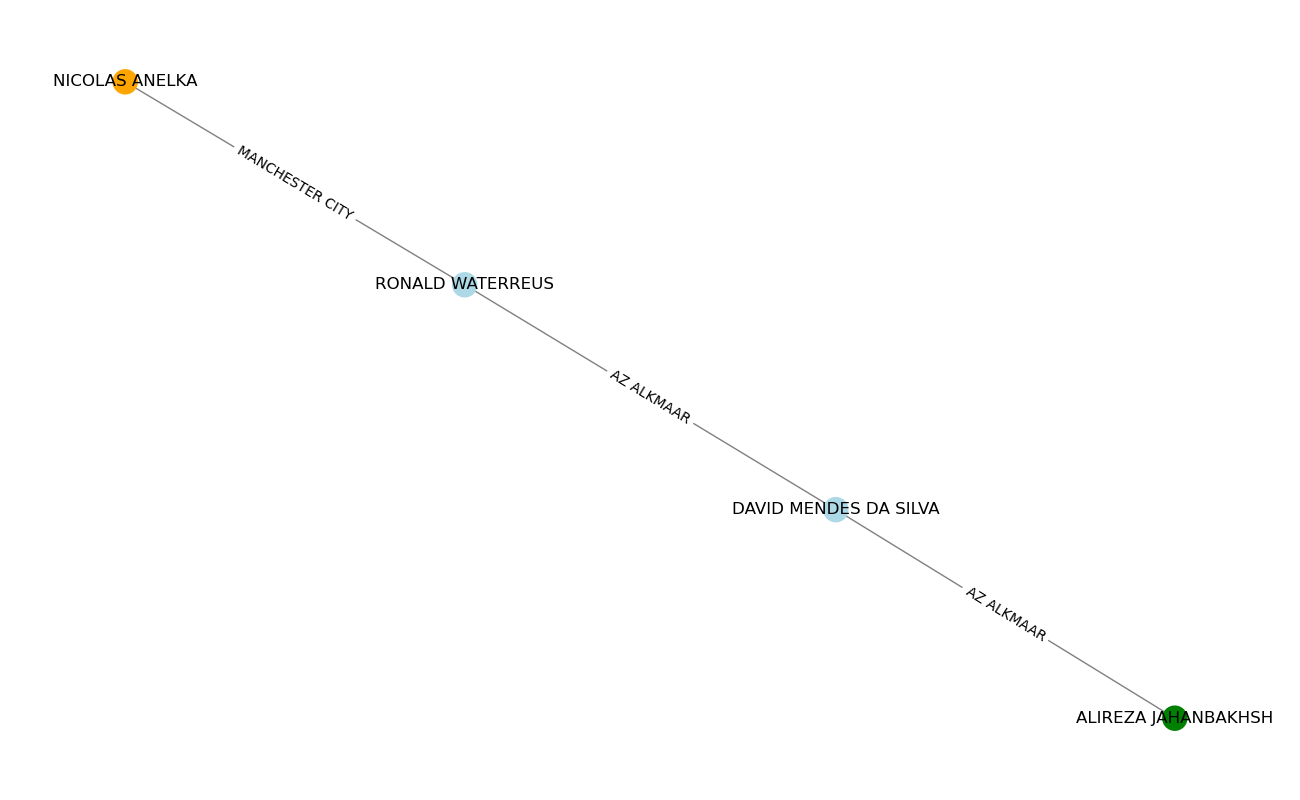 NICOLAS ANELKA
MANCHESTER CITY
RONALD WATERREUS
AZ ALKMAAR
DAVID MENDES DA SILVA
AZ ALKMAAR
ALIREZA JAHANBAKHSH